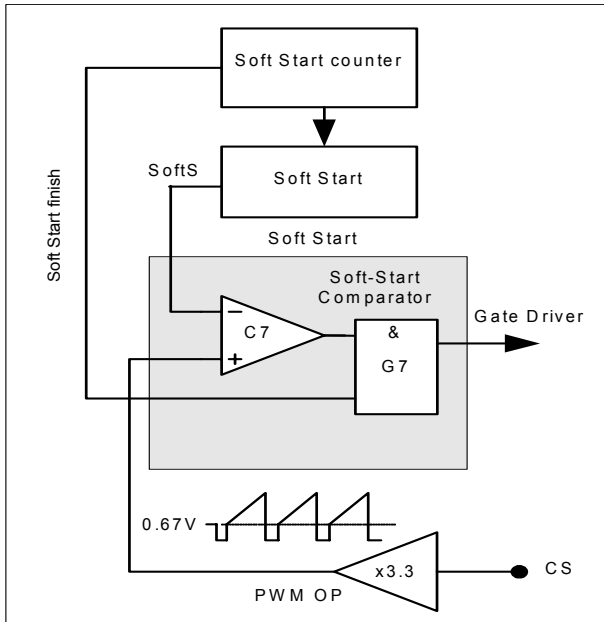 Soft Start counter
SoftS
Soft Start
Soft Start finish
Soft Start
Soft-Start
Comparator
Gate Driver
−
C7
+
&
G7
0.67V
x3.3
CS
PWM OP